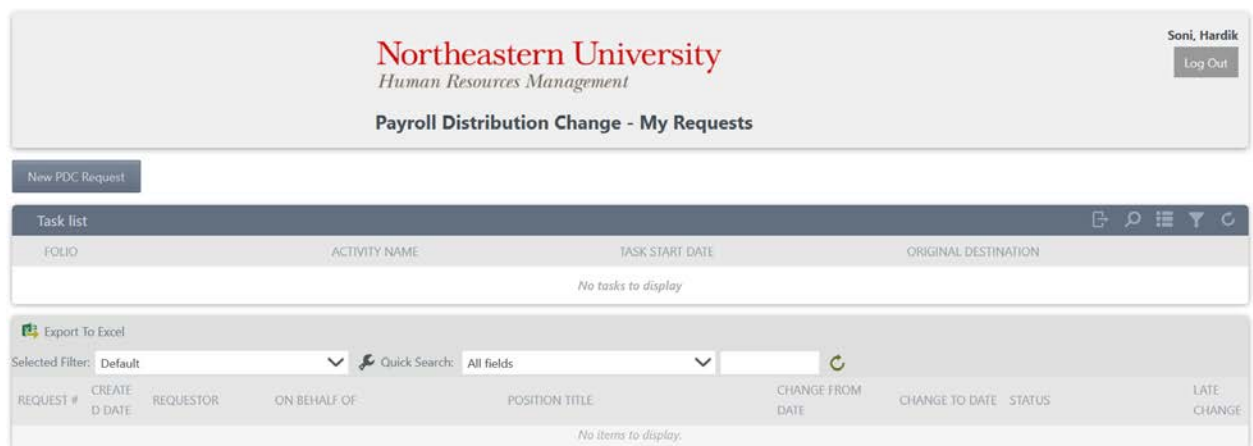 Northeastern University
Human Resources Management
Soni, Hardik
Log Out
Payroll Distribution Change - My Requests
New PDC Request
Task list
FOLIO ACTIVITY NAME TASK START DATE ORIGINAL DESTINATION
No tasks to display
Export To Excel
Selected Filter: Default Quick Search: All fields
REQUEST # CREATE D DATE REQUESTOR ON BEHALF OF POSITION TITLE CHANGE FROM DATE CHANGE TO DATE STATUS LATE CHANGE
No items to display.